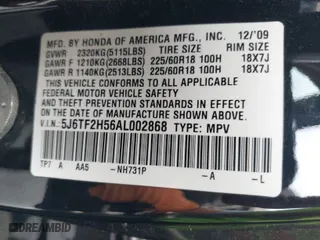 MFD. BY HONDA OF AMERICA MFG., INC. 12/'09
GVWR 2320KG(5115LBS) TIRE SIZE RIM SIZE
GAWR F 1210KG(2668LBS) 225/60R18 100H 18X7J
GAWR R 1140KG(2513LBS) 225/60R18 100H 18X7J
THIS VEHICLE CONFORMS TO ALL APPLICABLE
FEDERAL MOTOR VEHICLE SAFETY AND
THEFT PREVENTION STANDARDS IN EFFECT ON
THE DATE OF MANUFACTURE SHOWN ABOVE.
V.I.N.: 5J6TF2H56AL002868 TYPE: MPV
TF7 A AA5 -NH731P -A -L
DREAMBID